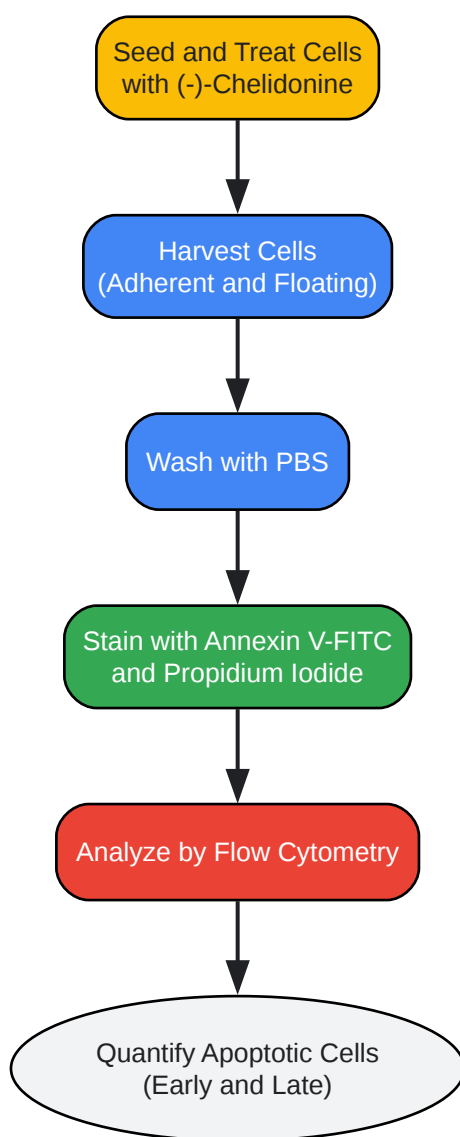 Seed and Treat Cells
with (-)-Chelidonine
Harvest Cells
(Adherent and Floating)
Wash with PBS
Stain with Annexin V-FITC
and Propidium Iodide
Analyze by Flow Cytometry
Quantify Apoptotic Cells
(Early and Late)